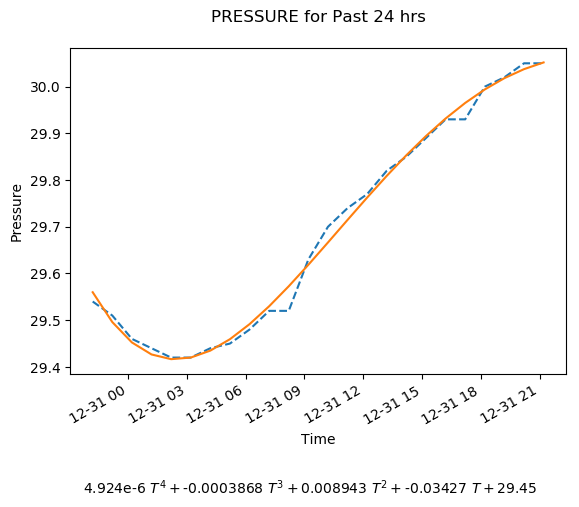 PRESSURE for Past 24 hrs
30.0
29.9
29.8
29.7
29.6
29.5
29.4
Pressure
12-31 00 12-31 03 12-31 06 12-31 09 12-31 12 12-31 15 12-31 18 12-31 21
Time
4.924e-6 T⁴ + -0.0003868 T³ + 0.008943 T² + -0.03427 T + 29.45